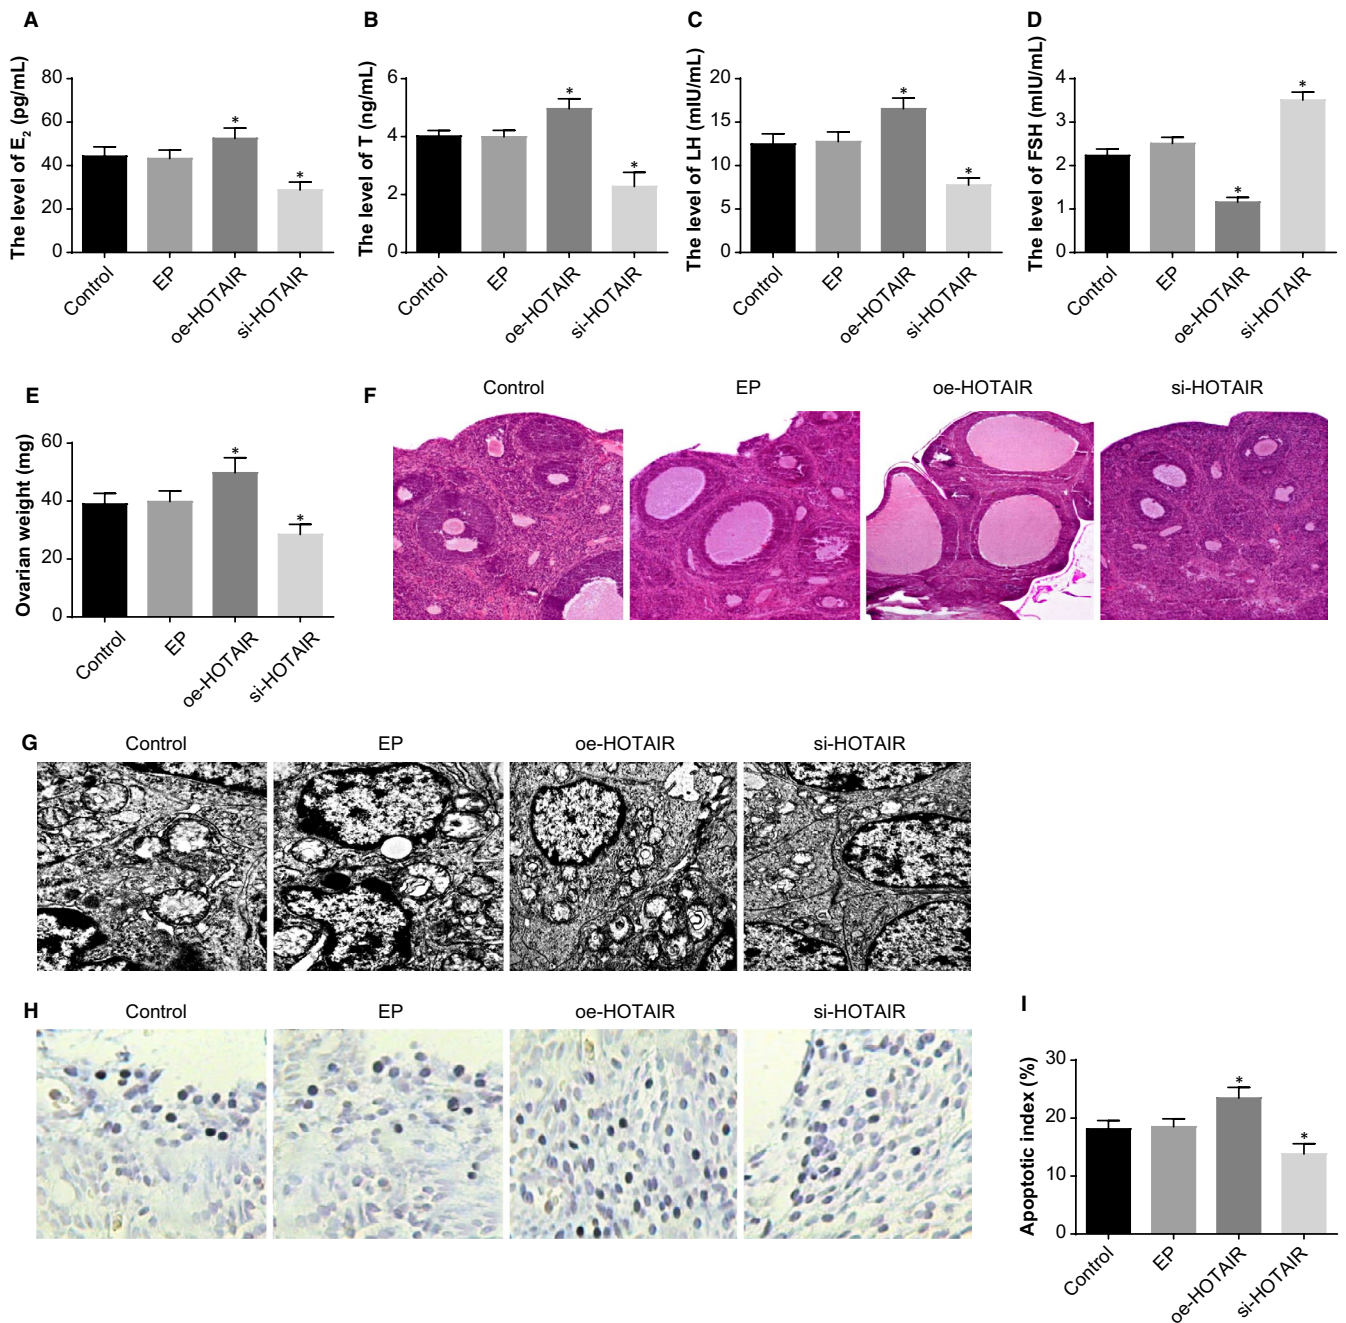 A
B
C
D
The level of E2 (pg/mL)
80
60
40
20
0
*
*
Control
EP
oe-HOTAIR
si-HOTAIR
The level of T (ng/mL)
6
4
2
0
*
*
Control
EP
oe-HOTAIR
si-HOTAIR
The level of LH (mIU/mL)
20
15
10
5
0
*
*
Control
EP
oe-HOTAIR
si-HOTAIR
The level of FSH (mIU/mL)
4
3
2
1
0
*
*
Control
EP
oe-HOTAIR
si-HOTAIR
E
Ovarian weight (mg)
60
40
20
0
*
*
Control
EP
oe-HOTAIR
si-HOTAIR
F
Control
EP
oe-HOTAIR
si-HOTAIR
G
Control
EP
oe-HOTAIR
si-HOTAIR
H
Control
EP
oe-HOTAIR
si-HOTAIR
I
Apoptotic index (%)
30
20
10
0
*
*
Control
EP
oe-HOTAIR
si-HOTAIR